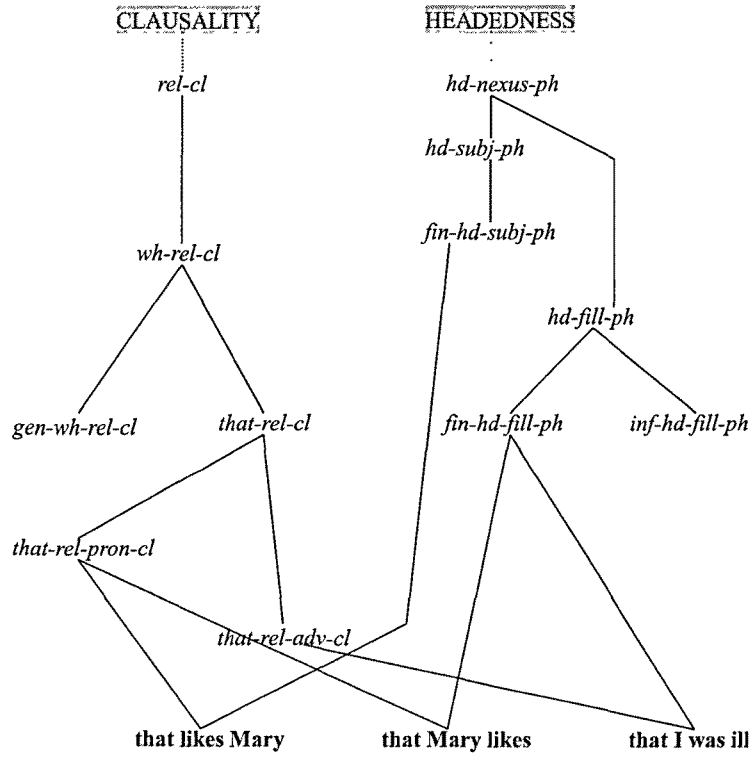 CLAUSALITY HEADEDNESS
rel-cl hd-nexus-ph
hd-subj-ph
fin-hd-subj-ph
wh-rel-cl
hd-fill-ph
gen-wh-rel-cl that-rel-cl fin-hd-fill-ph inf-hd-fill-ph
that-rel-pron-cl
that-rel-adv-cl
that likes Mary that Mary likes that I was ill